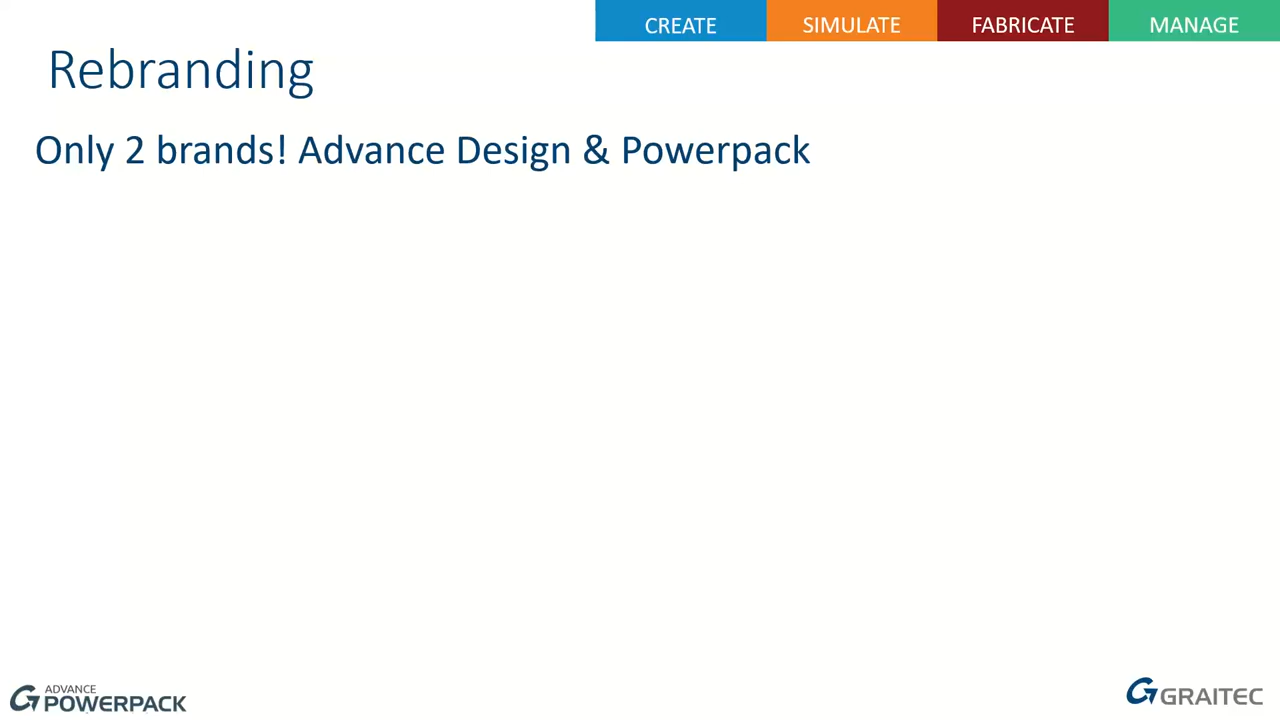 CREATE SIMULATE FABRICATE MANAGE
Rebranding
Only 2 brands! Advance Design & Powerpack
ADVANCE
POWERPACK
GRAITEC